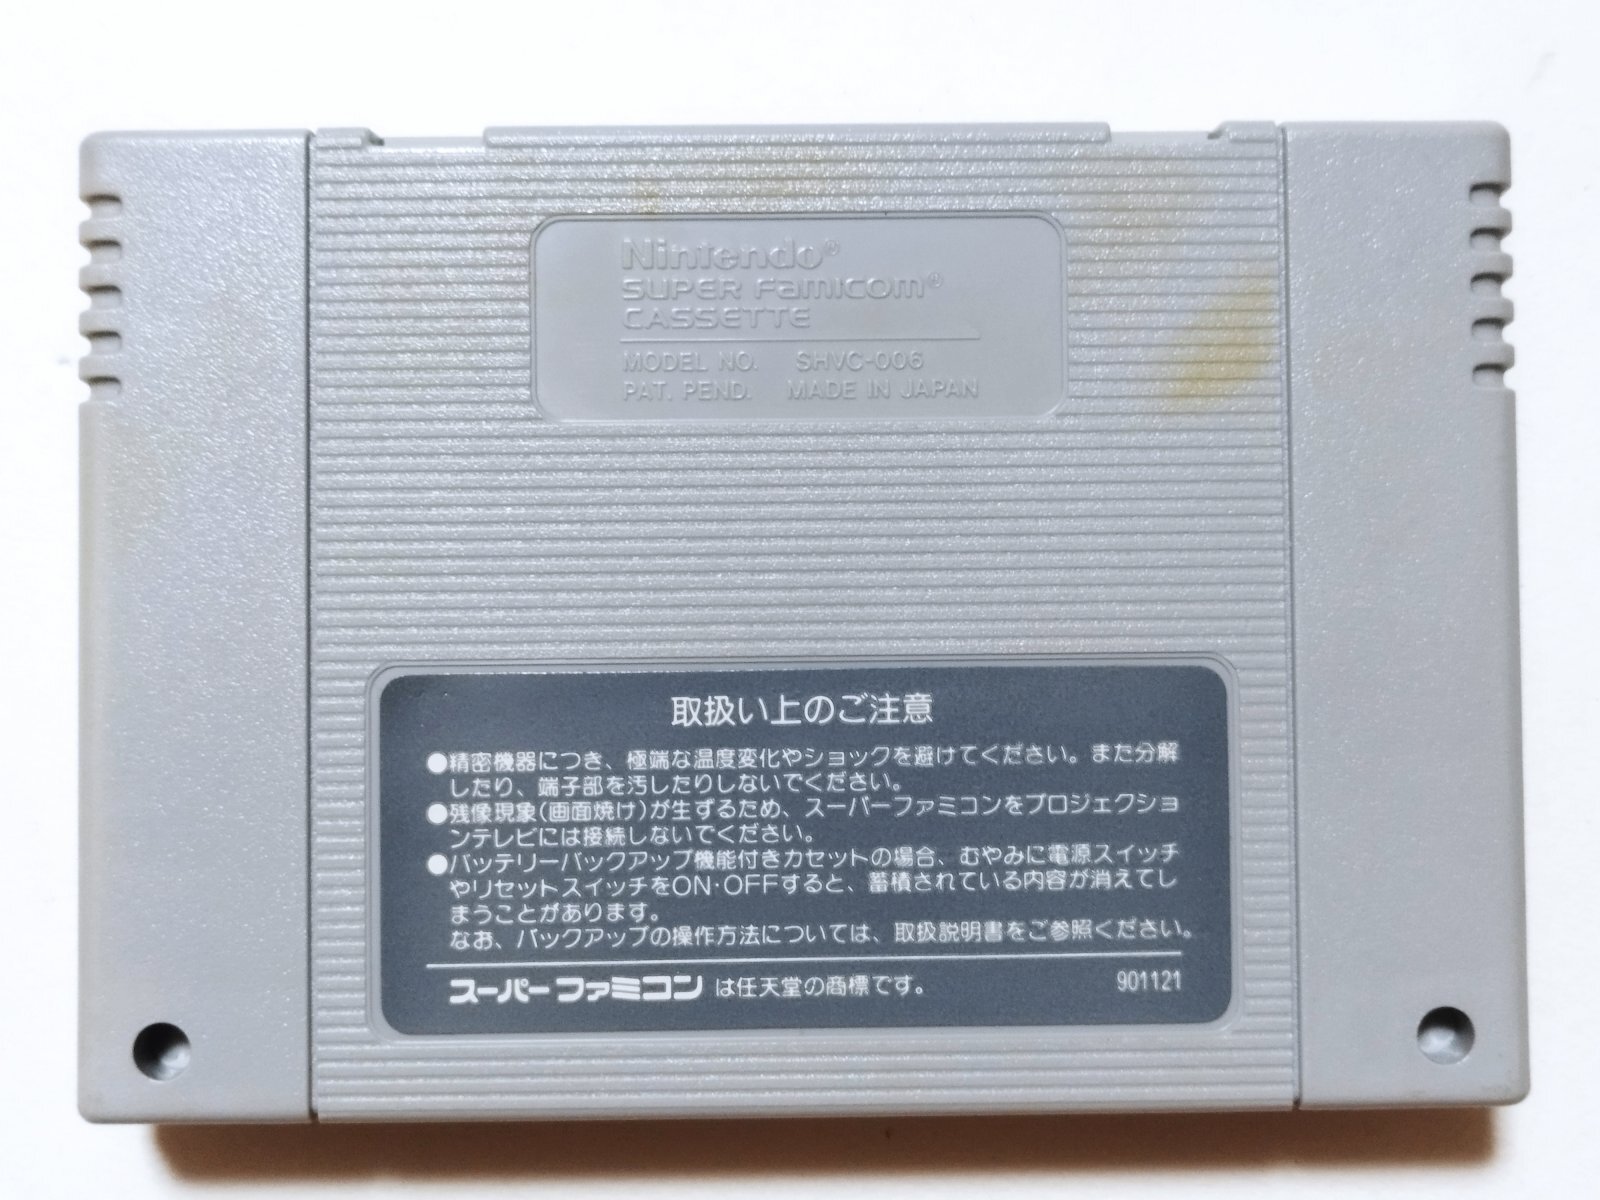 Nintendo®
SUPER FAMICOM®
CASSETTE
MODEL NO. SHVC-006
PAT. PEND. MADE IN JAPAN
取扱い上のご注意
●精密機器につき、極端な温度変化やショックを避けてください。また分解
したり、端子部を汚したりしないでください。
●残像現象(画面焼け)が生ずるため、スーパーファミコンをプロジェクショ
ンテレビには接続しないでください。
●バッテリーバックアップ機能付きカセットの場合、むやみに電源スイッチ
やリセットスイッチをON·OFFすると、蓄積されている内容が消えてし
まうことがあります。
なお、バックアップの操作方法については、取扱説明書をご参照ください。
スーパーファミコン は任天堂の商標です。 901121